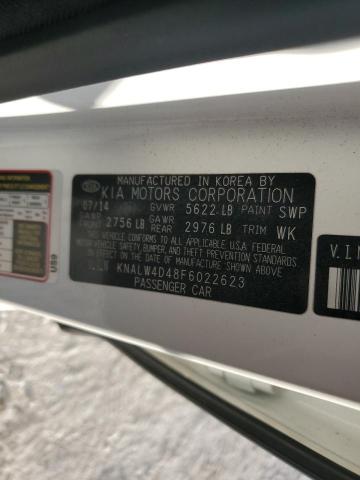 MANUFACTURED IN KOREA BY
KIA KIA MOTORS CORPORATION
07/14 GVWR 5622 LB PAINT SWP
GAWR FRONT 2756 LB GAWR REAR 2976 LB TRIM WK
THIS VEHICLE CONFORMS TO ALL APPLICABLE U.S.A. FEDERAL
MOTOR VEHICLE SAFETY, BUMPER, AND THEFT PREVENTION STANDARDS
IN EFFECT ON THE DATE OF MANUFACTURE SHOWN ABOVE.
V.I.N KNALW4D48F6022623
PASSENGER CAR
U59
V.I.N